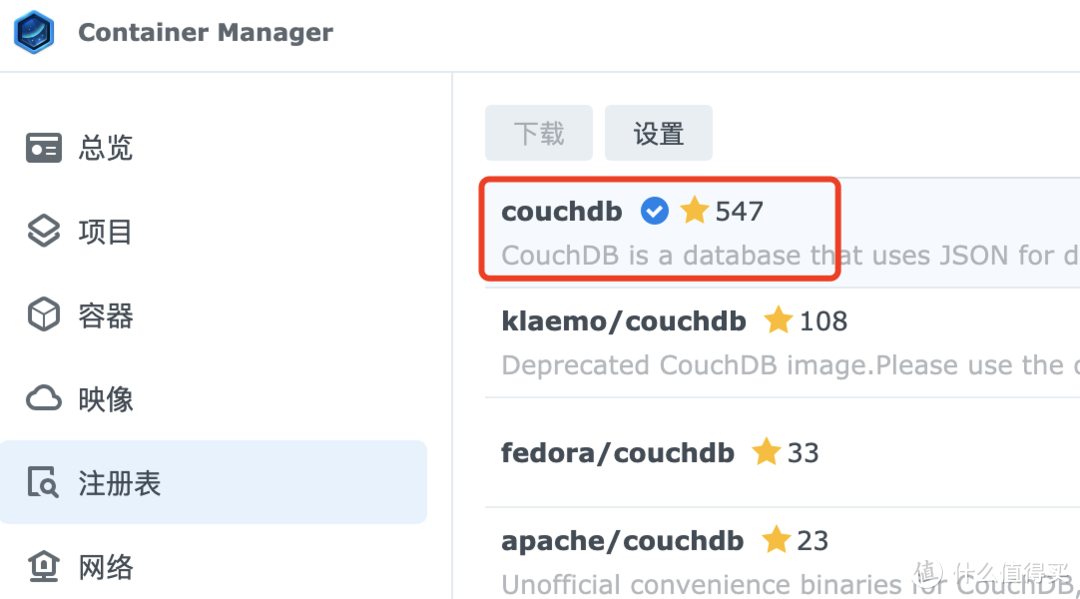 Container Manager
总览
项目
容器
映像
注册表
网络
下载 设置
couchdb 547
CouchDB is a database that uses JSON for d
klaemo/couchdb 108
Deprecated CouchDB image.Please use the
fedora/couchdb 33
apache/couchdb 23
Unofficial convenience binaries for CouchDB,
值 什么值得买